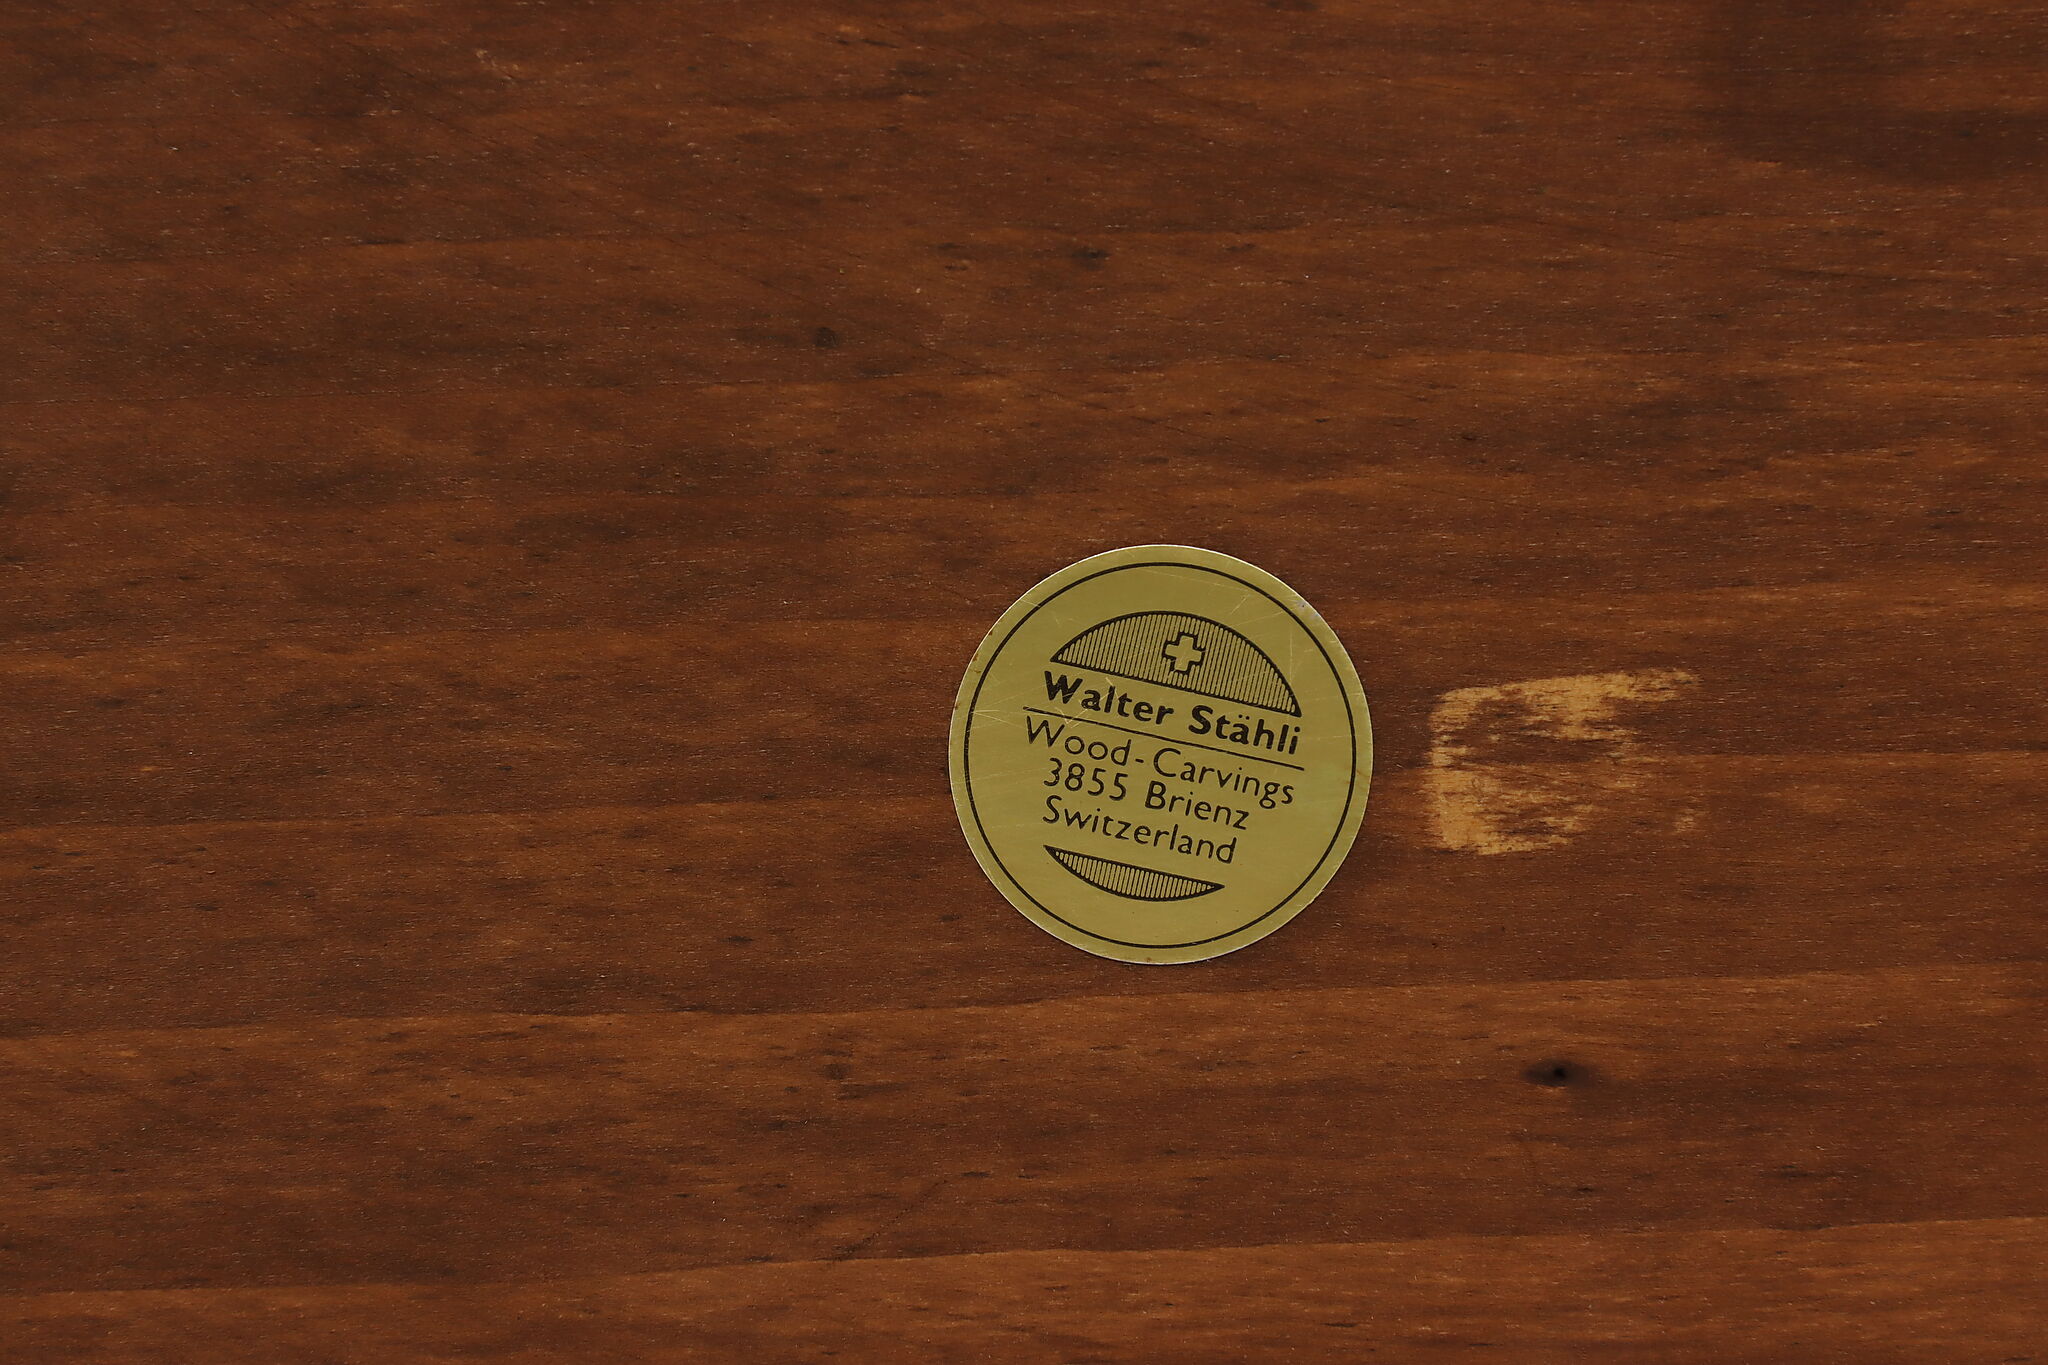 Walter Stähli
Wood-Carvings
3855 Brienz
Switzerland